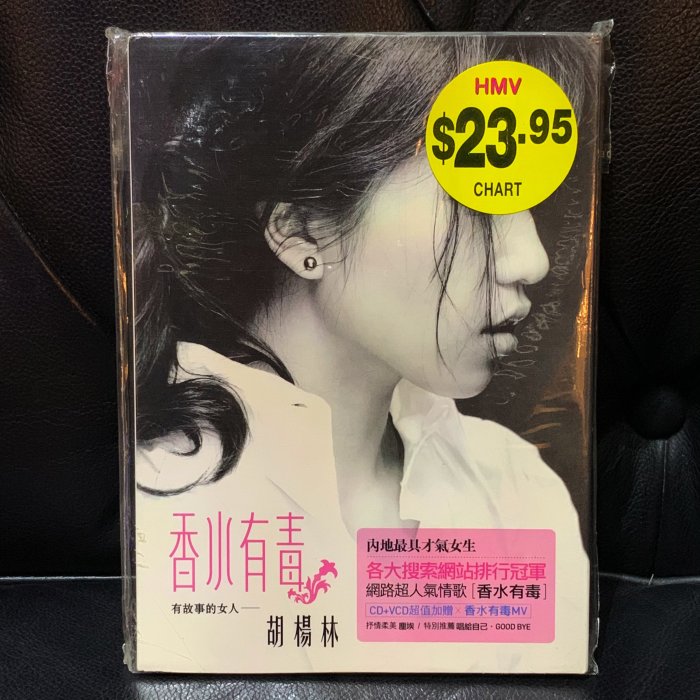 HMV
$23.95
CHART
香水有毒
有故事的女人──
胡楊林
內地最具才氣女生
各大搜索網站排行冠軍
網路超人氣情歌[香水有毒]
CD+VCD超值加贈×香水有毒MV
抒情柔美 塵埃 / 特別推薦 唱給自己・GOOD BYE